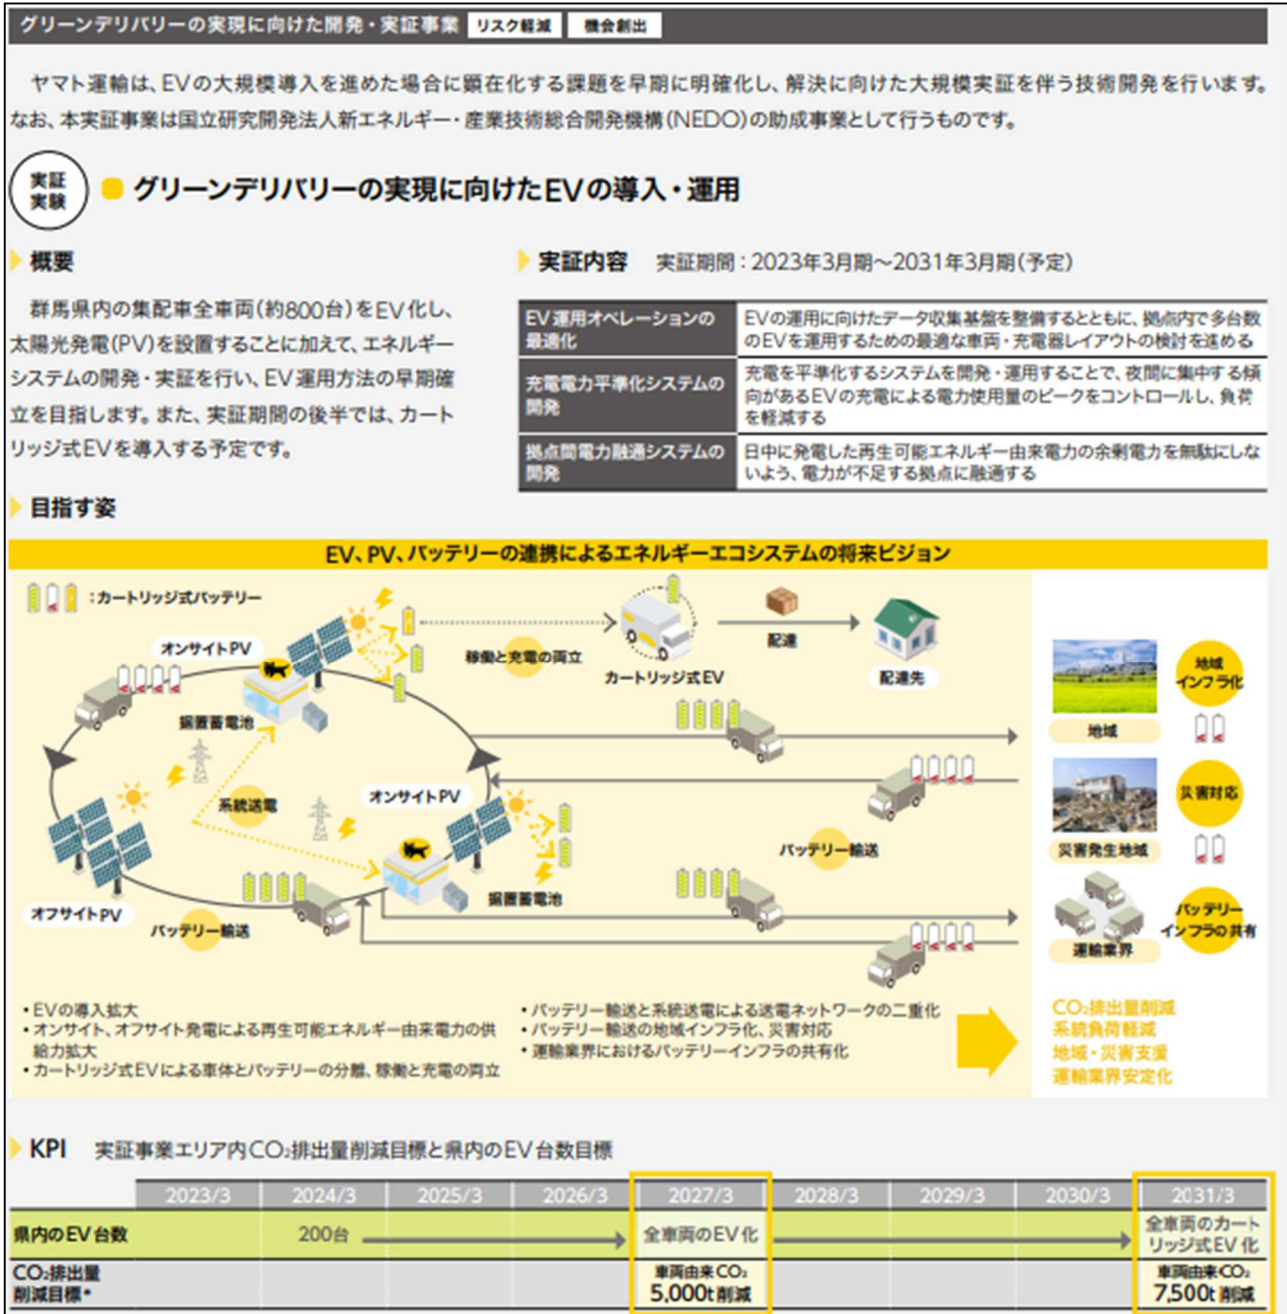 グリーンデリバリーの実現に向けた開発・実証事業 リスク軽減 機会創出
ヤマト運輸は、EVの大規模導入を進めた場合に顕在化する課題を早期に明確化し、解決に向けた大規模実証を伴う技術開発を行います。
なお、本実証事業は国立研究開発法人新エネルギー・産業技術総合開発機構(NEDO)の助成事業として行うものです。
実証
実験
グリーンデリバリーの実現に向けたEVの導入・運用
概要
群馬県内の集配車全車両(約800台)をEV化し、
太陽光発電(PV)を設置することに加えて、エネルギー
システムの開発・実証を行い、EV運用方法の早期確
立を目指します。また、実証期間の後半では、カート
リッジ式EVを導入する予定です。
実証内容 実証期間:2023年3月期～2031年3月期(予定)
EV運用オペレーションの
最適化
EVの運用に向けたデータ収集基盤を整備するとともに、拠点内で多台数
のEVを運用するための最適な車両・充電器レイアウトの検討を進める
充電電力平準化システムの
開発
充電を平準化するシステムを開発・運用することで、夜間に集中する傾
向があるEVの充電による電力使用量のピークをコントロールし、負荷
を軽減する
拠点間電力融通システムの
開発
日中に発電した再生可能エネルギー由来電力の余剰電力を無駄にしな
いよう、電力が不足する拠点に融通する
目指す姿
EV、PV、バッテリーの連携によるエネルギーエコシステムの将来ビジョン
:カートリッジ式バッテリー
オンサイトPV
据置蓄電池
稼働と充電の両立
カートリッジ式EV
配達
配達先
地域
地域
インフラ化
系統送電
オンサイトPV
据置蓄電池
バッテリー輸送
災害発生地域
災害対応
オフサイトPV
バッテリー輸送
運輸業界
バッテリー
インフラの共有
・EVの導入拡大
・オンサイト、オフサイト発電による再生可能エネルギー由来電力の供
給力拡大
・カートリッジ式EVによる車体とバッテリーの分離、稼働と充電の両立
・バッテリー輸送と系統送電による送電ネットワークの二重化
・バッテリー輸送の地域インフラ化、災害対応
・運輸業界におけるバッテリーインフラの共有化
CO₂排出量削減
系統負荷軽減
地域・災害支援
運輸業界安定化
KPI 実証事業エリア内CO₂排出量削減目標と県内のEV台数目標
2023/3 2024/3 2025/3 2026/3 2027/3 2028/3 2029/3 2030/3 2031/3
県内のEV台数 200台 全車両のEV化 全車両のカート
リッジ式EV化
CO₂排出量
削減目標*
車両由来CO₂
5,000t削減
車両由来CO₂
7,500t削減